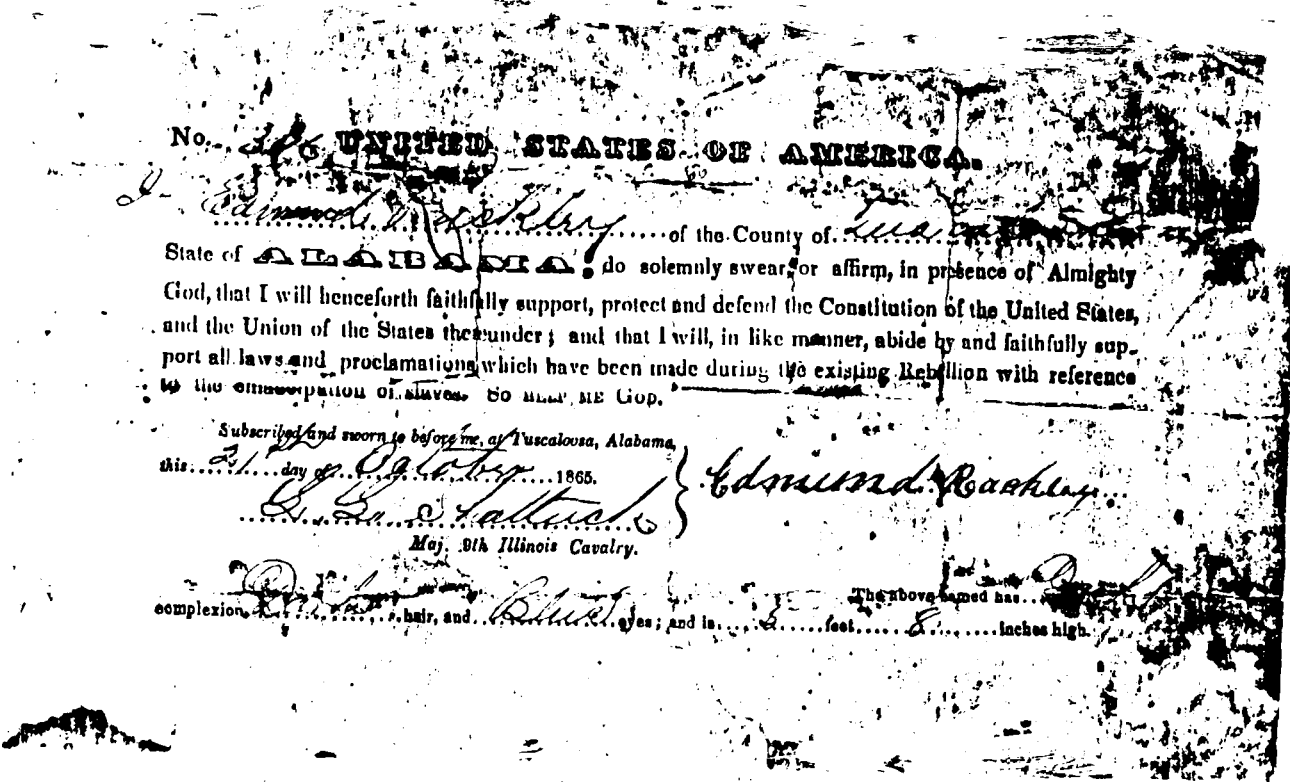 No. UNITED STATES OF AMERICA.
I Edmund of the County of
State of ALABAMA, do solemnly swear, or affirm, in presence of Almighty
God, that I will henceforth faithfully support, protect and defend the Constitution of the United States,
and the Union of the States thereunder; and that I will, in like manner, abide by and faithfully sup-
port all laws and proclamations which have been made during the existing Rebellion with reference
to the emancipation of slaves. SO HELP ME GOD.
Subscribed and sworn to before me, at Tuscaloosa, Alabama,
this 21 day of October 1865.
Edmund Rackley
Maj. 9th Illinois Cavalry.
The above named has
complexion hair, and eyes; and is 5 feet 8 inches high.